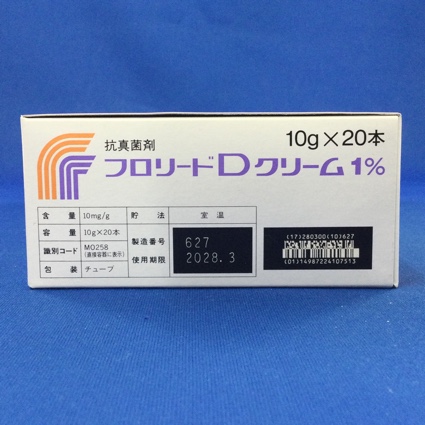 抗真菌剤
10g×20本
フロリードDクリーム1%
含量 10mg/g 貯法 室温
容量 10g×20本
製造番号 627
識別コード MO258
(直接容器に表示)
使用期限 2028.3
包装 チューブ
(17)280300(10)627
(01)14987224107513